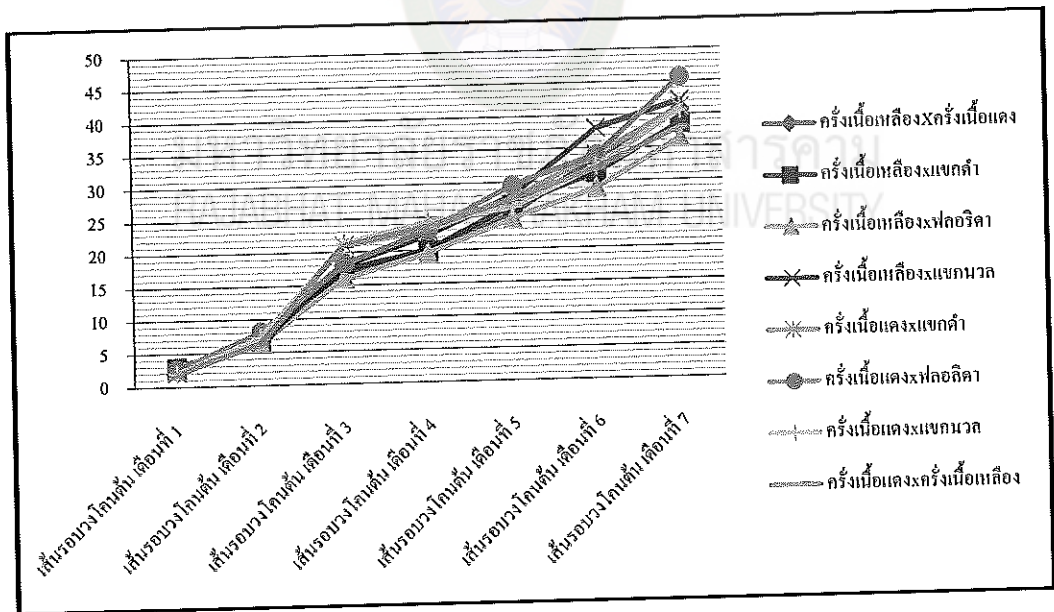 50
45
40
35
30
25
20
15
10
5
0
เส้นรอบวงโคนต้น เดือนที่ 1
เส้นรอบวงโคนต้น เดือนที่ 2
เส้นรอบวงโคนต้น เดือนที่ 3
เส้นรอบวงโคนต้น เดือนที่ 4
เส้นรอบวงโคนต้น เดือนที่ 5
เส้นรอบวงโคนต้น เดือนที่ 6
เส้นรอบวงโคนต้น เดือนที่ 7
ครั่งเนื้อเหลืองXครั่งเนื้อแดง
ครั่งเนื้อเหลืองxแขกดำ
ครั่งเนื้อเหลืองxฟลอริดา
ครั่งเนื้อเหลืองxแขกนวล
ครั่งเนื้อแดงxแขกดำ
ครั่งเนื้อแดงxฟลอลิดา
ครั่งเนื้อแดงxแขกนวล
ครั่งเนื้อแดงxครั่งเนื้อเหลือง
UNIVERSITY